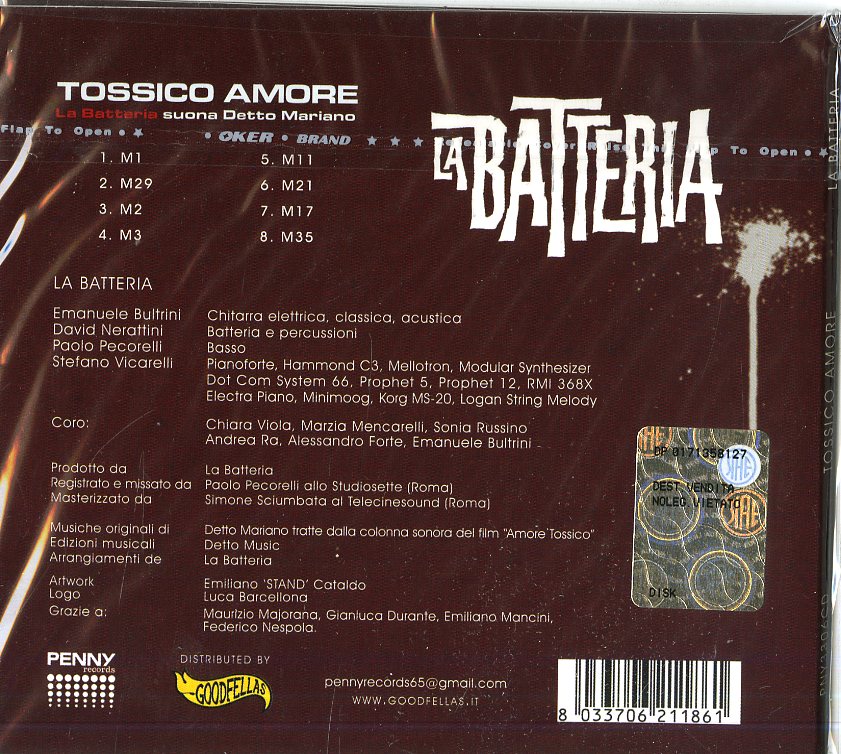 TOSSICO AMORE
La Batteria suona Detto Mariano
Flap To Open
OKER BRAND
p To Open
1. M1
2. M29
3. M2
4. M3
5. M11
6. M21
7. M17
8. M35
LA BATTERIA
LA BATTERIA
Emanuele Bultrini Chitarra elettrica, classica, acustica
David Nerattini Batteria e percussioni
Paolo Pecorelli Basso
Stefano Vicarelli Pianoforte, Hammond C3, Mellotron, Modular Synthesizer
Dot Com System 66, Prophet 5, Prophet 12, RMI 368X
Electra Piano, Minimoog, Korg MS-20, Logan String Melody
Coro: Chiara Viola, Marzia Mencarelli, Sonia Russino
Andrea Ra, Alessandro Forte, Emanuele Bultrini
Prodotto da La Batteria
Registrato e missato da Paolo Pecorelli allo Studiosette (Roma)
Masterizzato da Simone Sciumbata al Telecinesound (Roma)
Musiche originali di Detto Mariano tratte dalla colonna sonora del film "Amore Tossico"
Edizioni musicali Detto Music
Arrangiamenti de La Batteria
Artwork Emiliano 'STAND' Cataldo
Logo Luca Barcellona
Grazie a: Maurizio Majorana, Gianluca Durante, Emiliano Mancini,
Federico Nespola.
PENNY
records
DISTRIBUTED BY
GOODFELLAS
pennyrecords65@gmail.com
WWW.GOODFELLAS.IT
8 033706 211861
DP 0171358127
DEST.VENDITA
NOLEG.VIETATO
DISK
LA BATTERIA
TOSSICO AMORE